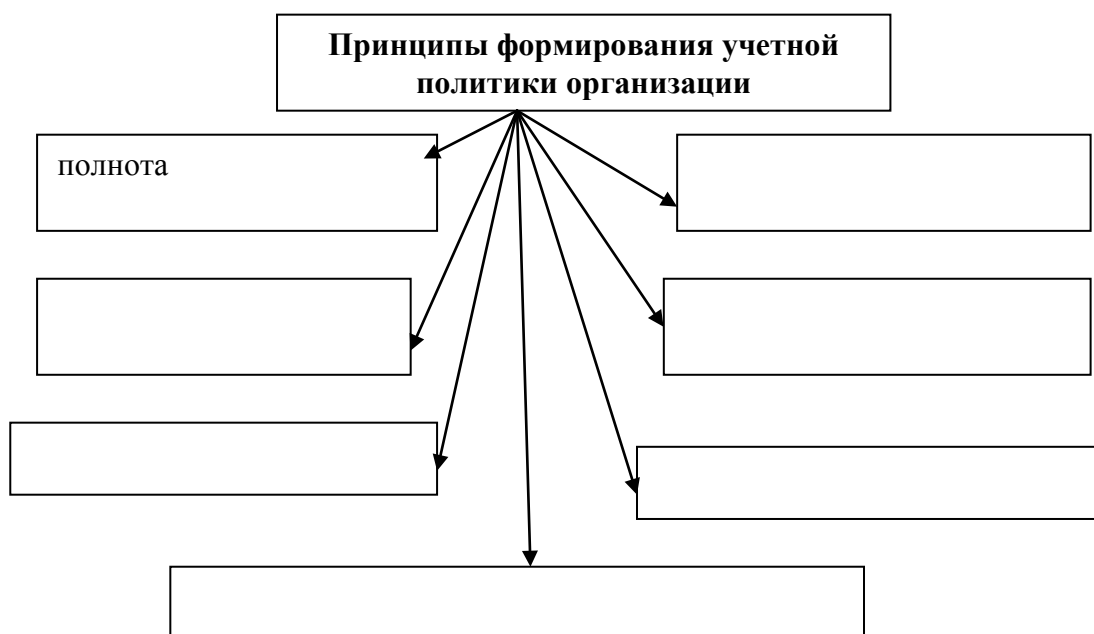 Принципы формирования учетной
политики организации
полнота